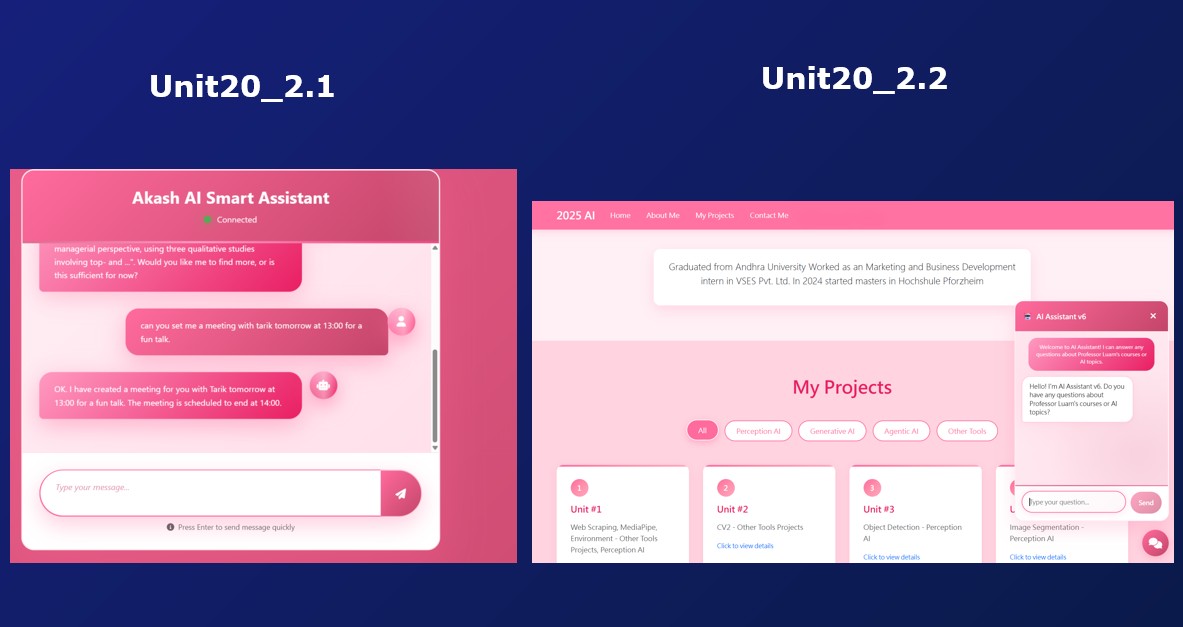 Unit20_2.1
Unit20_2.2
Akash AI Smart Assistant
Connected
managerial perspective, using three qualitative studies
involving top- and ...". Would you like me to find more, or is
this sufficient for now?
can you set me a meeting with tarik tomorrow at 13:00 for a
fun talk.
OK. I have created a meeting for you with Tarik tomorrow at
13:00 for a fun talk. The meeting is scheduled to end at 14:00.
Type your message...
Press Enter to send message quickly
2025 AI Home About Me My Projects Contact Me
Graduated from Andhra University Worked as an Marketing and Business Development
intern in VSES Pvt. Ltd. In 2024 started masters in Hochshule Pforzheim
My Projects
All Perception AI Generative AI Agentic AI Other Tools
1
Unit #1
Web Scraping, MediaPipe,
Environment - Other Tools
Projects, Perception AI
2
Unit #2
CV2 - Other Tools Projects
Click to view details
3
Unit #3
Object Detection - Perception
AI
Click to view details
Image Segmentation -
Perception AI
Click to view details
AI Assistant v6
Welcome to AI Assistant! I can answer any
questions about Professor Luarn's courses or
AI topics.
Hello! I'm AI Assistant v6. Do you
have any questions about
Professor Luarn's courses or AI
topics?
Type your question...
Send